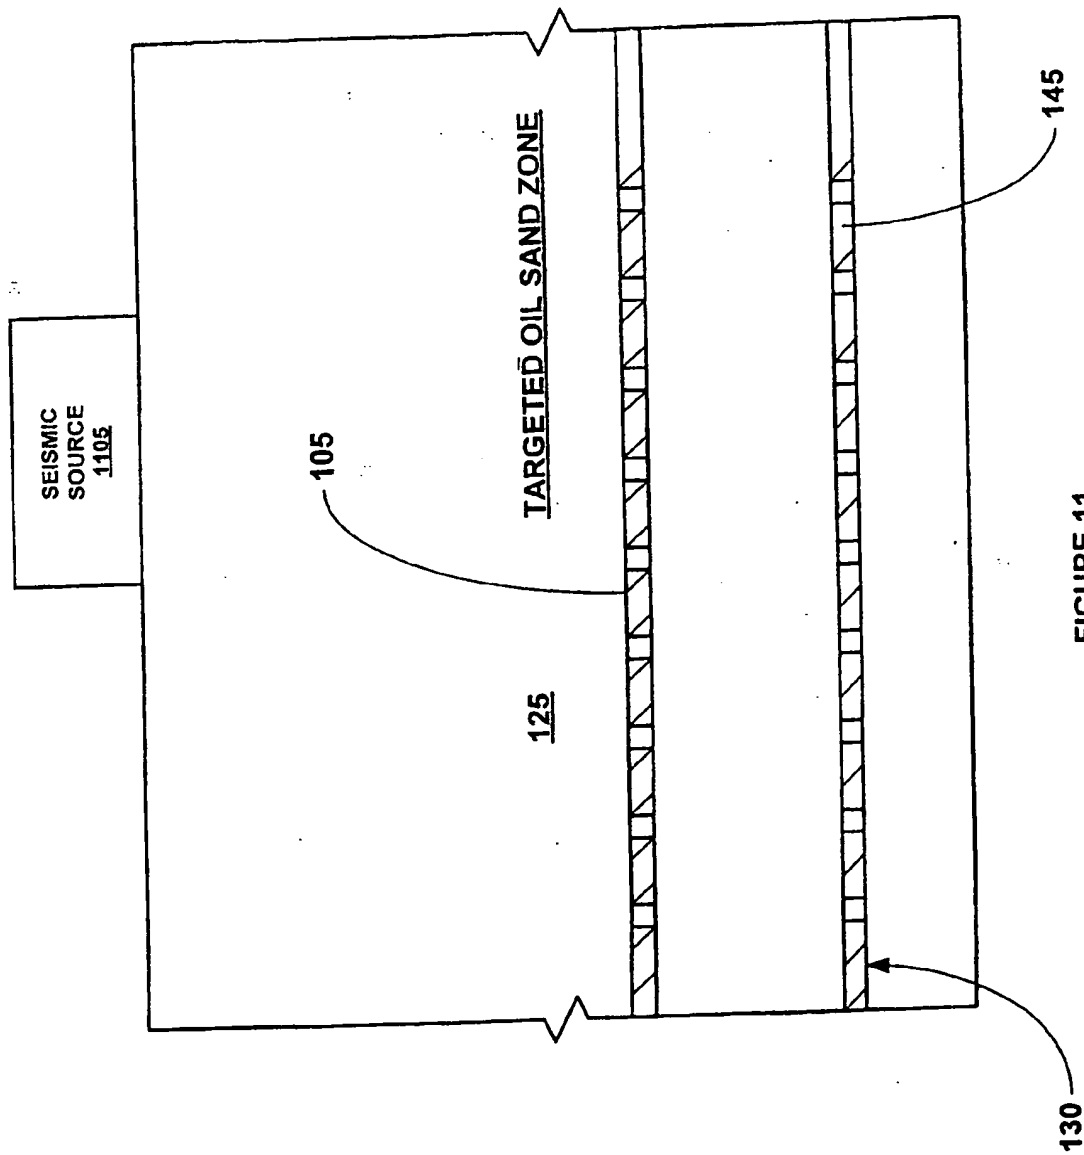 SEISMIC
SOURCE
1105
105
125
TARGETED OIL SAND ZONE
145
130
FIGURE 11